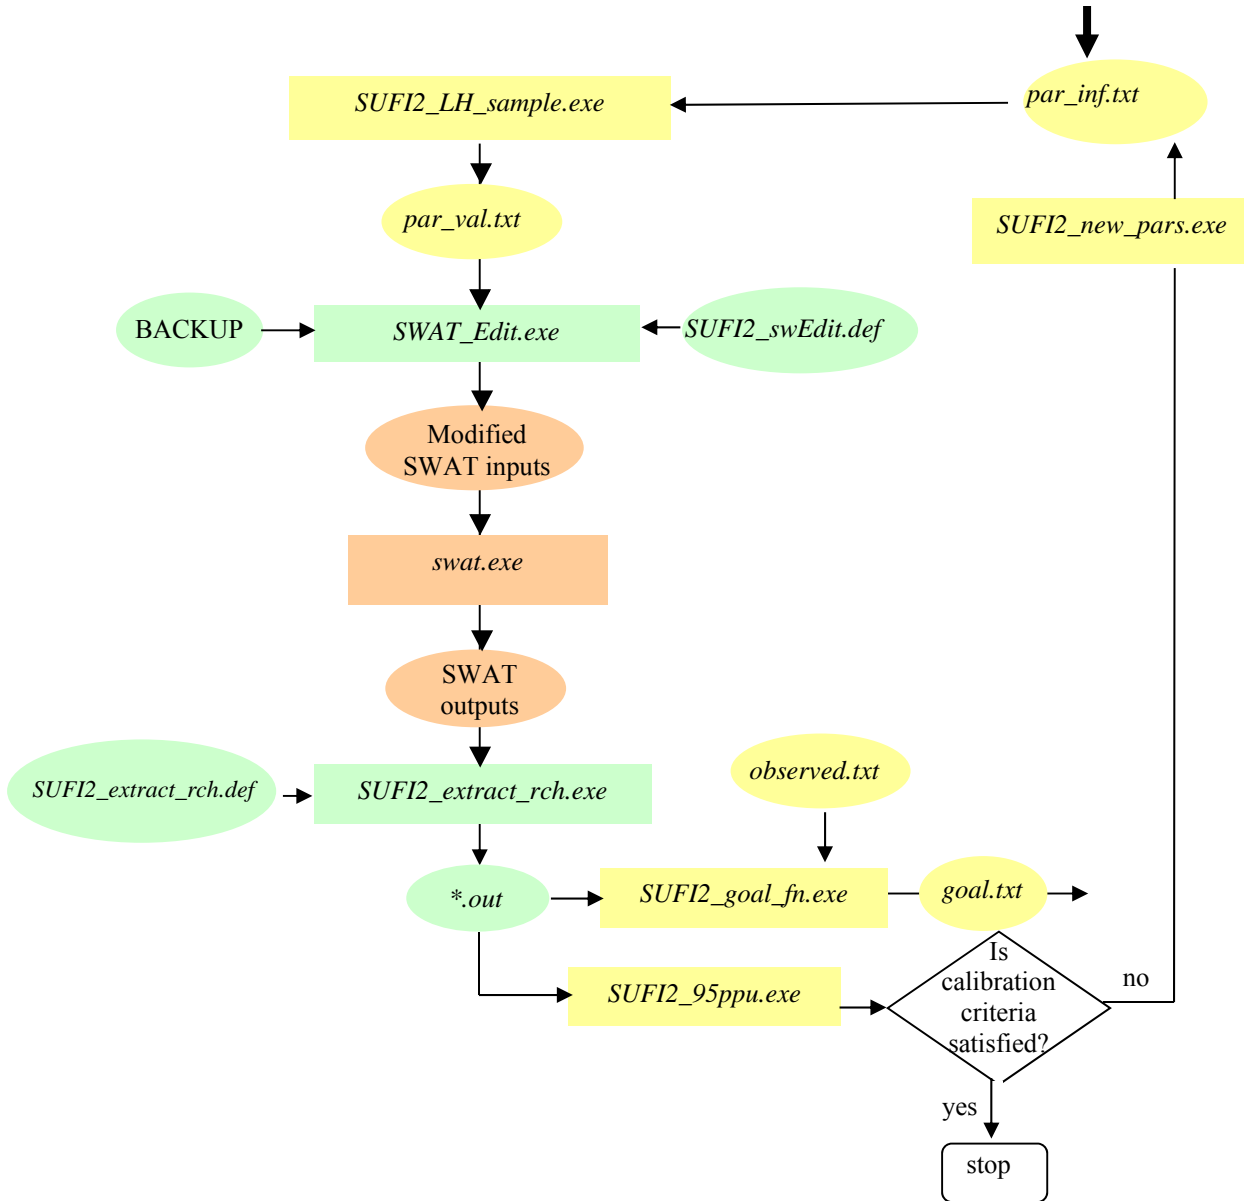 par_inf.txt
SUFI2_LH_sample.exe
par_val.txt
SUFI2_new_pars.exe
BACKUP
SWAT_Edit.exe
SUFI2_swEdit.def
Modified
SWAT inputs
swat.exe
SWAT
outputs
SUFI2_extract_rch.def
SUFI2_extract_rch.exe
observed.txt
*.out
SUFI2_goal_fn.exe
goal.txt
SUFI2_95ppu.exe
Is
calibration
criteria
satisfied?
no
yes
stop